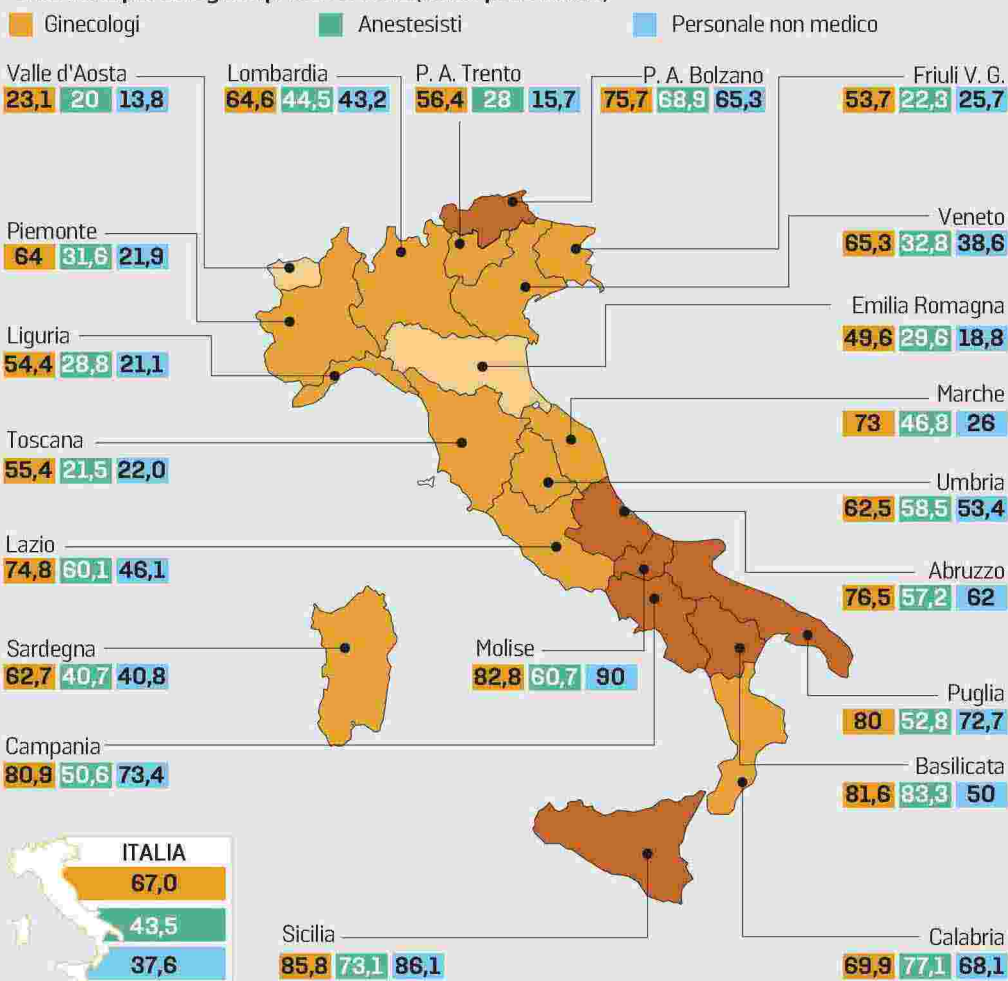 Ginecologi Anestesisti Personale non medico
Valle d'Aosta
23,1 20 13,8
Lombardia
64,6 44,5 43,2
P. A. Trento
56,4 28 15,7
P. A. Bolzano
75,7 68,9 65,3
Friuli V. G.
53,7 22,3 25,7
Piemonte
64 31,6 21,9
Veneto
65,3 32,8 38,6
Emilia Romagna
49,6 29,6 18,8
Liguria
54,4 28,8 21,1
Marche
73 46,8 26
Toscana
55,4 21,5 22,0
Umbria
62,5 58,5 53,4
Lazio
74,8 60,1 46,1
Abruzzo
76,5 57,2 62
Sardegna
62,7 40,7 40,8
Molise
82,8 60,7 90
Puglia
80 52,8 72,7
Campania
80,9 50,6 73,4
Basilicata
81,6 83,3 50
ITALIA
67,0
43,5
37,6
Sicilia
85,8 73,1 86,1
Calabria
69,9 77,1 68,1